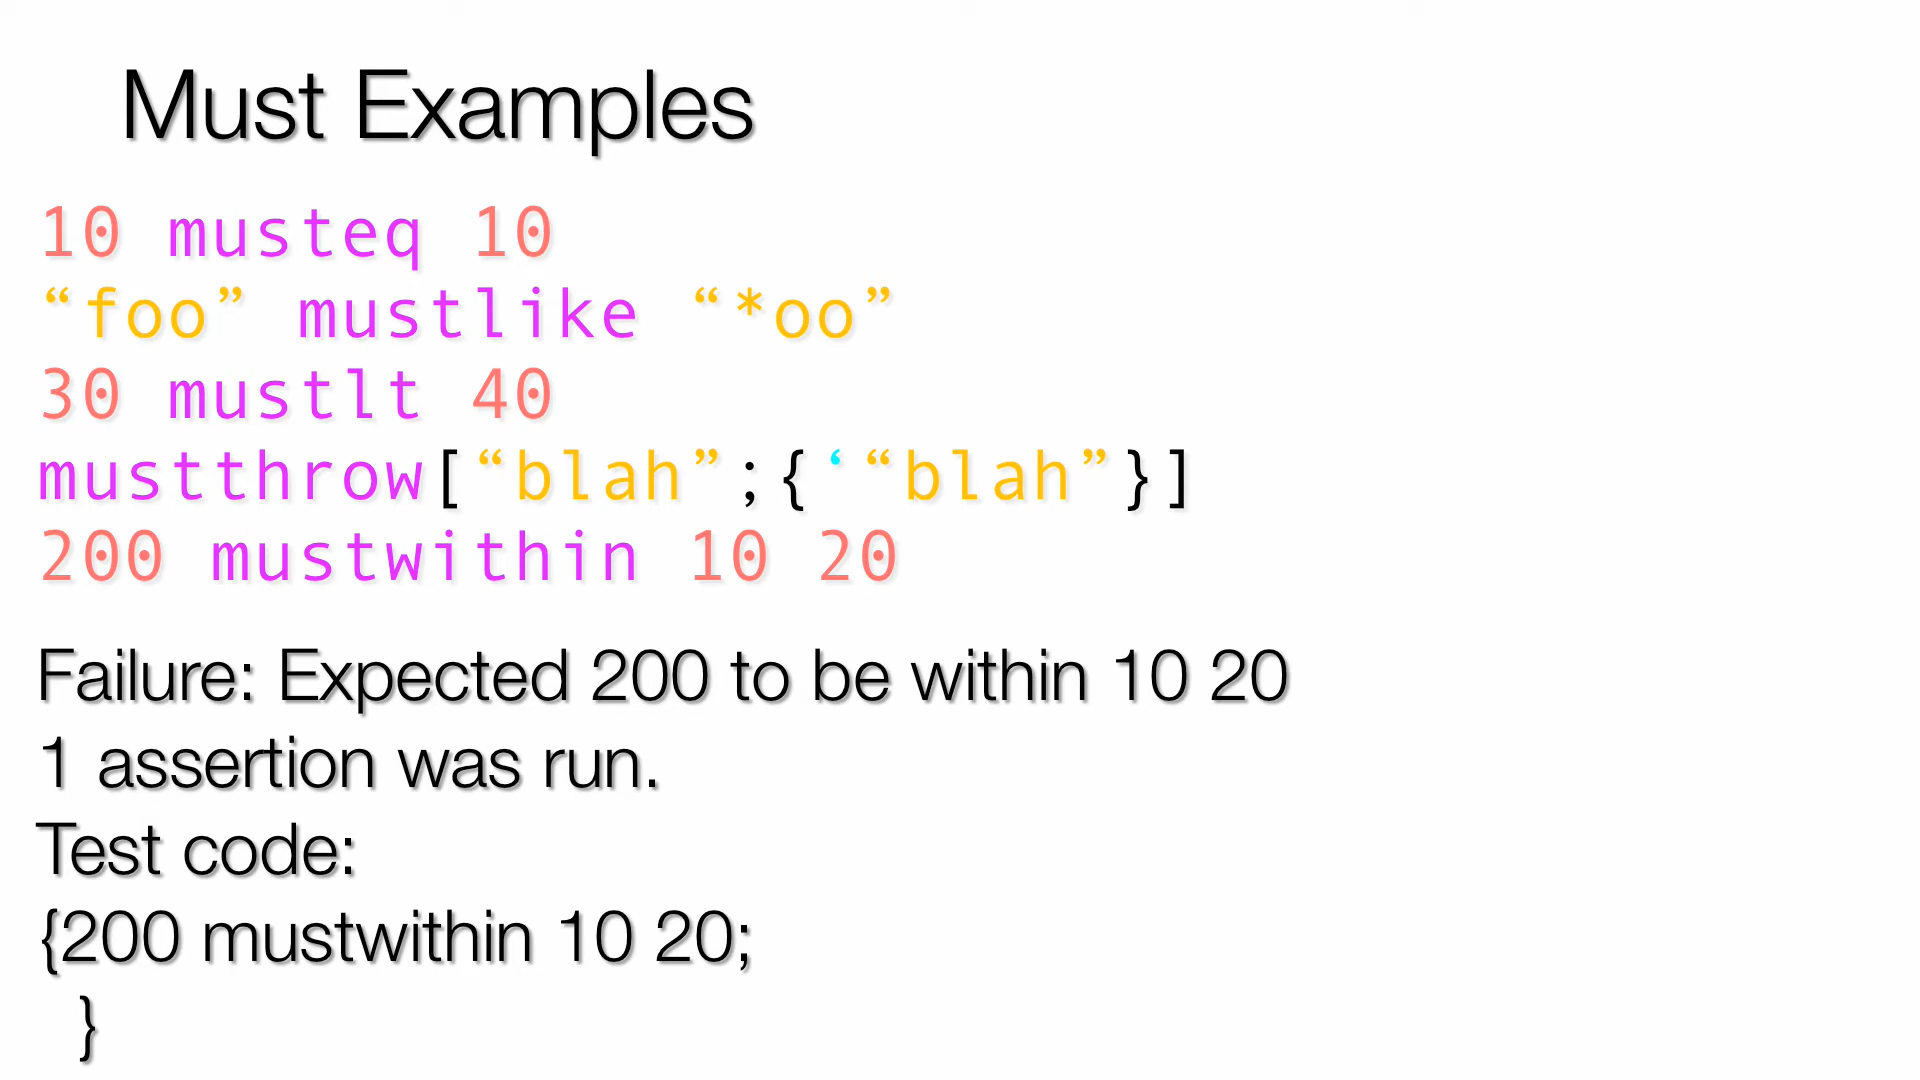 Must Examples
10 musteq 10
“foo” mustlike “*oo”
30 mustlt 40
mustthrow[“blah”;{‘“blah”}]
200 mustwithin 10 20
Failure: Expected 200 to be within 10 20
1 assertion was run.
Test code:
{200 mustwithin 10 20;
}